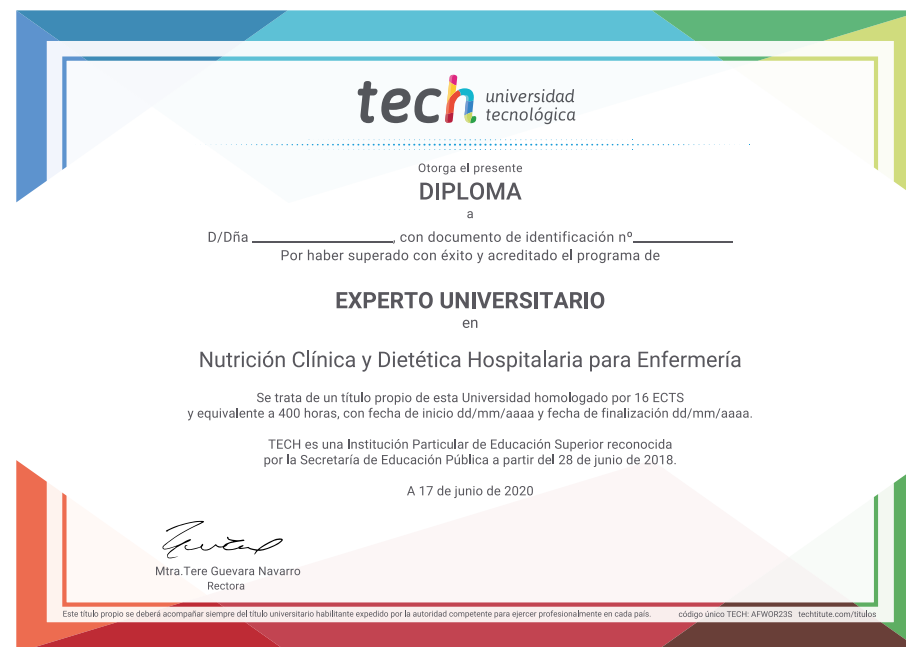 tech universidad
tecnológica
Otorga el presente
DIPLOMA
a
D/Dña ____________________, con documento de identificación nº______________
Por haber superado con éxito y acreditado el programa de
EXPERTO UNIVERSITARIO
en
Nutrición Clínica y Dietética Hospitalaria para Enfermería
Se trata de un título propio de esta Universidad homologado por 16 ECTS
y equivalente a 400 horas, con fecha de inicio dd/mm/aaaa y fecha de finalización dd/mm/aaaa.
TECH es una Institución Particular de Educación Superior reconocida
por la Secretaría de Educación Pública a partir del 28 de junio de 2018.
A 17 de junio de 2020
Mtra.Tere Guevara Navarro
Rectora
Este título propio se deberá acompañar siempre del título universitario habilitante expedido por la autoridad competente para ejercer profesionalmente en cada país. código único TECH: AFWOR23S techtitute.com/titulos